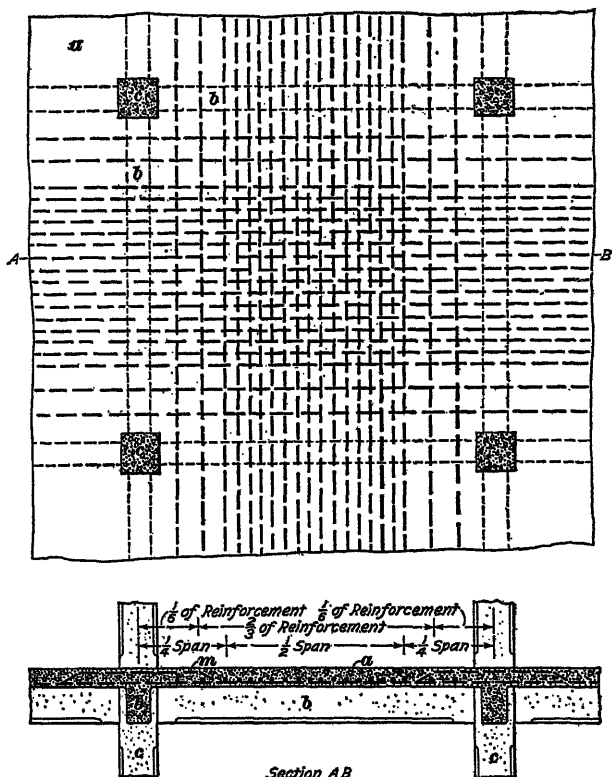 a
c
b
b
A
B
1/6 of Reinforcement 1/6 of Reinforcement
2/3 of Reinforcement
1/4 Span 1/2 Span 1/4 Span
m a
b
c c
Section AB